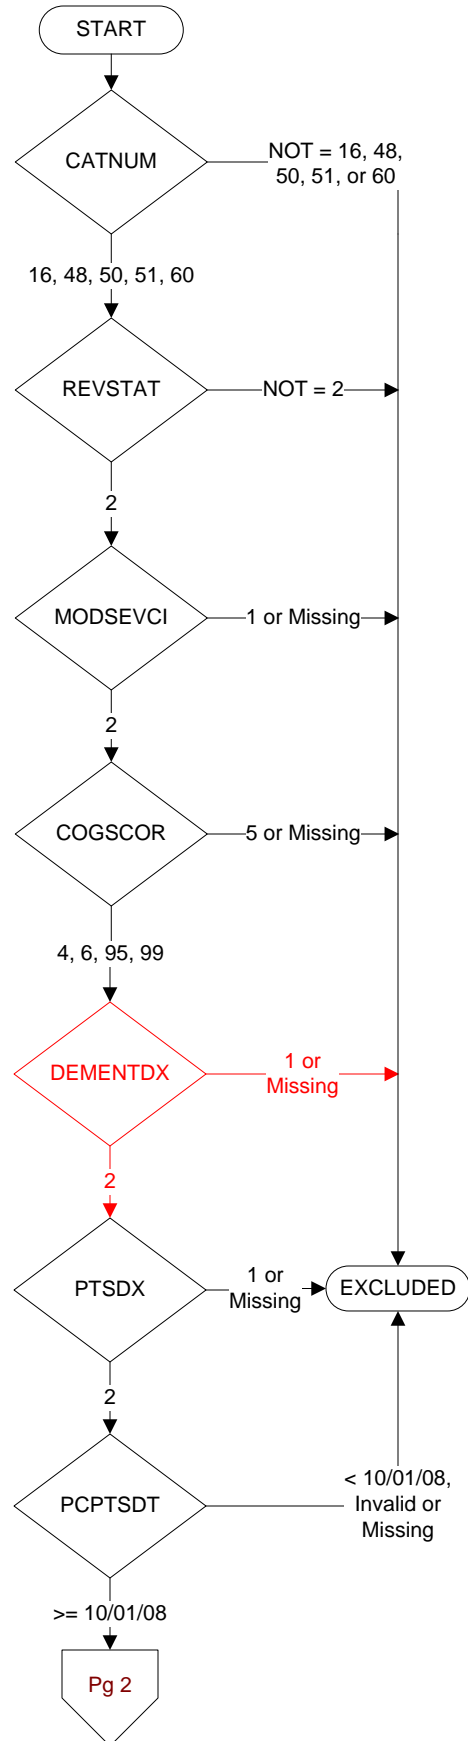 START
CATNUM
NOT = 16, 48,
50, 51, or 60
16, 48, 50, 51, 60
REVSTAT
NOT = 2
2
MODSEVCI
1 or Missing
2
COGSCOR
5 or Missing
4, 6, 95, 99
DEMENTDX
1 or
Missing
2
PTSDX
1 or
Missing
EXCLUDED
2
PCPTSDT
< 10/01/08,
Invalid or
Missing
>= 10/01/08
Pg 2